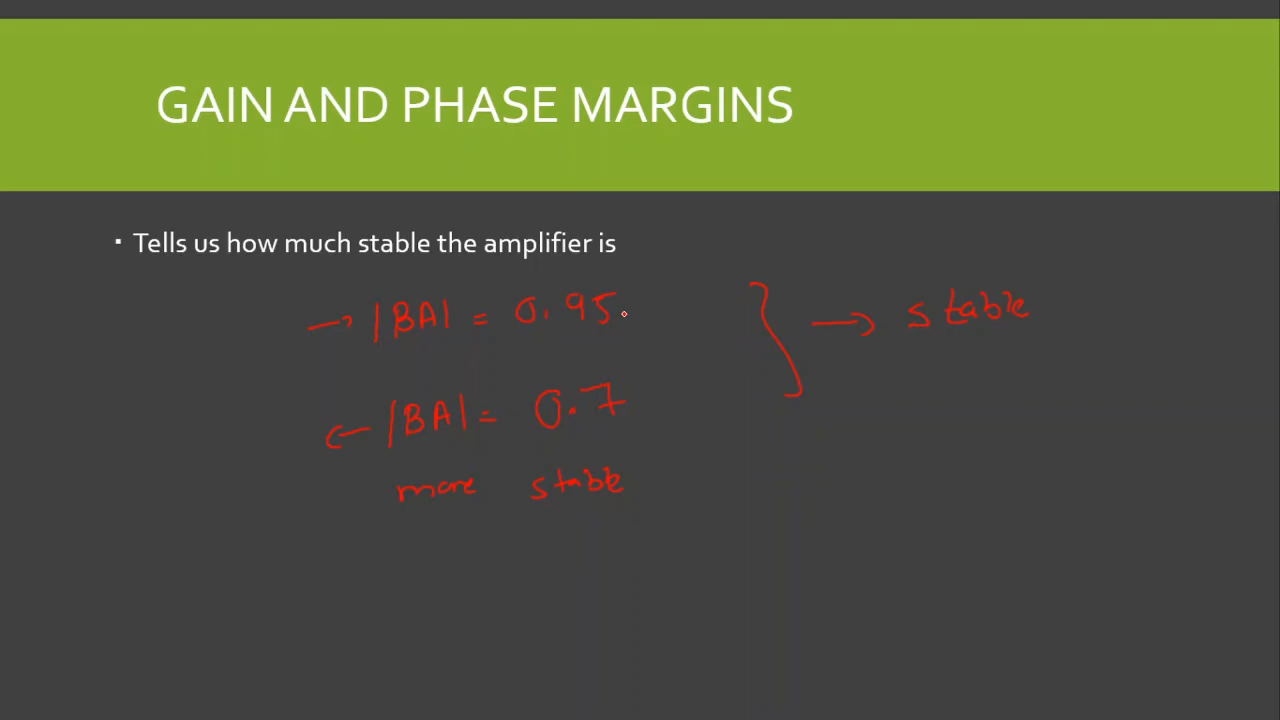 GAIN AND PHASE MARGINS
▪ Tells us how much stable the amplifier is
→ |BA| = 0.95 } → stable
← |BA| = 0.7
more stable